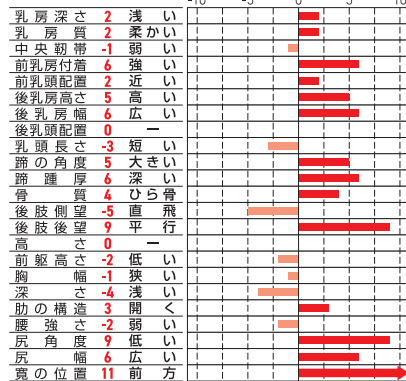 -10 -5 0 5 10
乳房深さ 2 浅い
乳房質 2 柔かい
中央靭帯 -1 弱い
前乳房付着 6 強い
前乳頭配置 2 近い
後乳房高さ 5 高い
後乳房幅 6 広い
後乳頭配置 0 ー
乳頭長さ -3 短い
蹄の角度 5 大きい
蹄踵厚 6 深い
骨質 4 ひら骨
後肢側望 -5 直飛
後肢後望 9 平行
高さ 0 ー
前躯高さ -2 低い
胸幅 -1 狭い
深さ -4 浅い
肋の構造 3 開く
腰強さ -2 弱い
尻角度 9 低い
尻幅 6 広い
寛の位置 11 前方